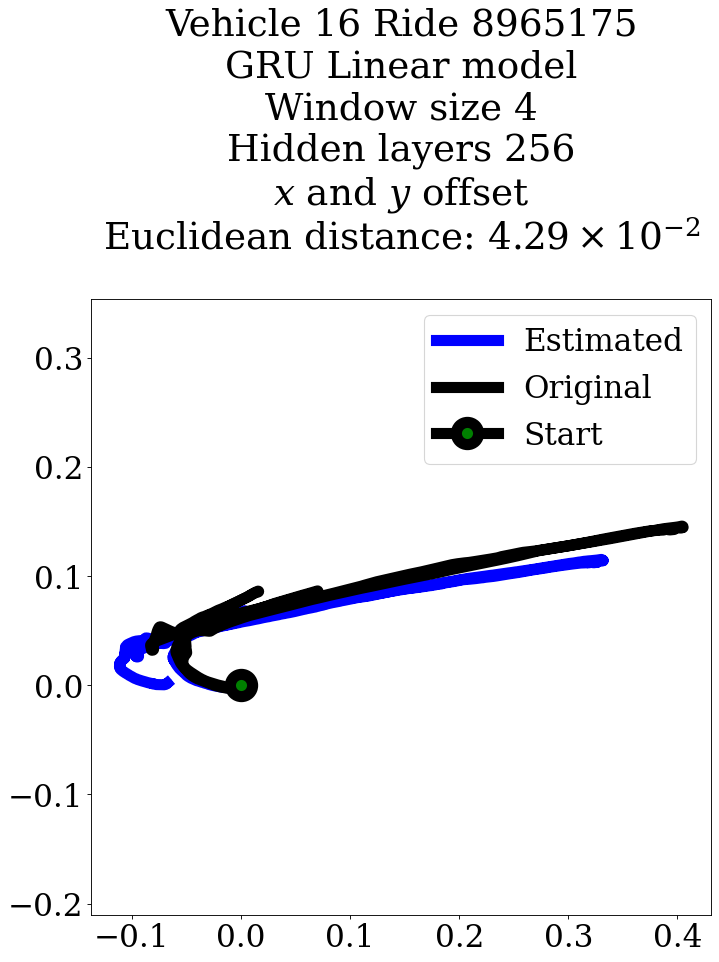 Vehicle 16 Ride 8965175
GRU Linear model
Window size 4
Hidden layers 256
x and y offset
Euclidean distance: 4.29 × 10⁻²
Estimated
Original
Start
0.3
0.2
0.1
0.0
−0.1
−0.2
−0.1 0.0 0.1 0.2 0.3 0.4